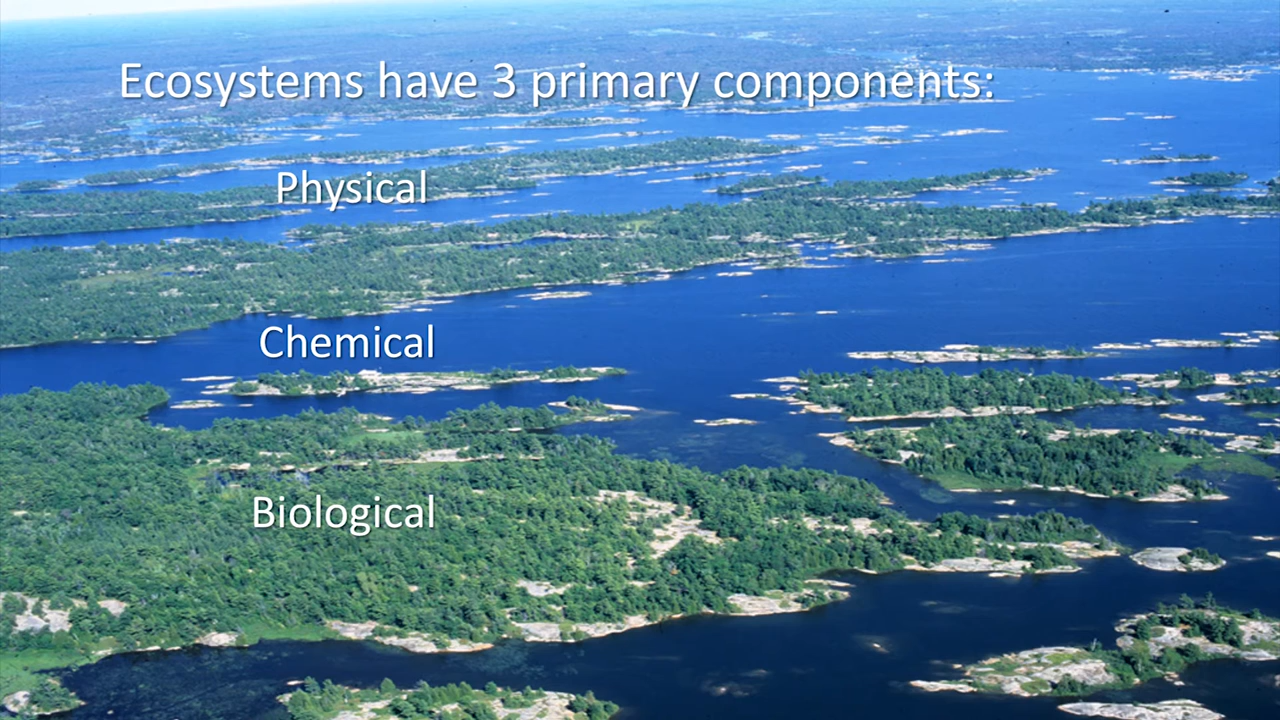 Ecosystems have 3 primary components:
Physical
Chemical
Biological